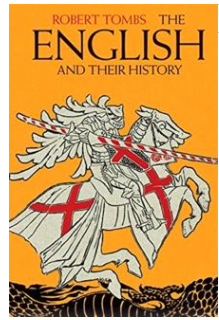 ROBERT TOMBS THE
ENGLISH
AND THEIR HISTORY